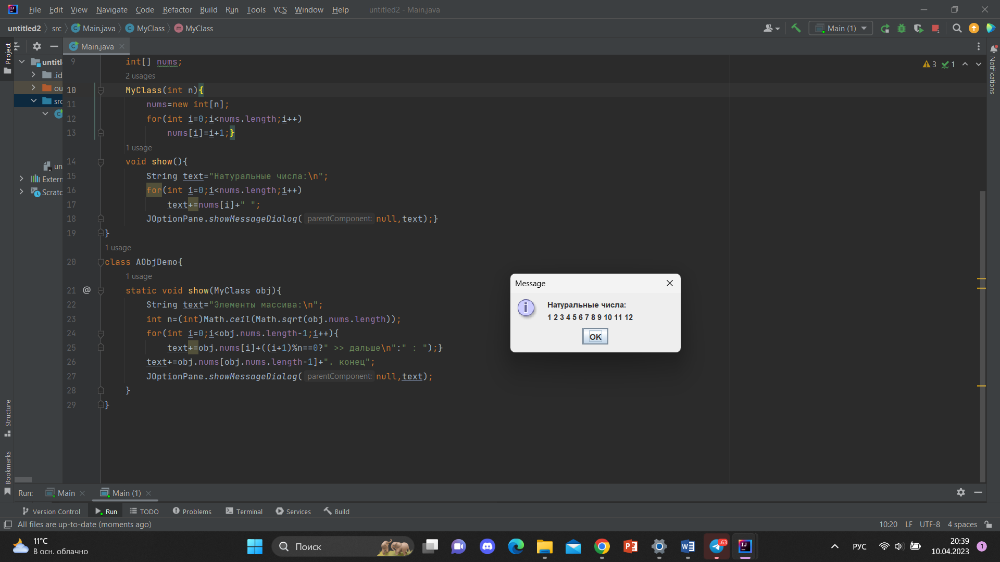 File Edit View Navigate Code Refactor Build Run Tools VCS Window Help untitled2 - Main.java
untitled2 src Main.java MyClass MyClass Main (1)
Project
Main.java
untitl
.id
ou
src
un
Extern
Scratc
3 1
Notifications
9 int[] nums;
2 usages
10 MyClass(int n){
11 nums=new int[n];
12 for(int i=0;i<nums.length;i++)
13 nums[i]=i+1;}
1 usage
14 void show(){
15 String text="Натуральные числа:\n";
16 for(int i=0;i<nums.length;i++)
17 text+=nums[i]+" ";
18 JOptionPane.showMessageDialog( parentComponent: null,text);}
19 }
1 usage
20 class AObjDemo{
1 usage
21 @ static void show(MyClass obj){
22 String text="Элементы массива:\n";
23 int n=(int)Math.ceil(Math.sqrt(obj.nums.length));
24 for(int i=0;i<obj.nums.length-1;i++){
25 text+=obj.nums[i]+((i+1)%n==0?" >> дальше\n":" : ");}
26 text+=obj.nums[obj.nums.length-1]+". конец";
27 JOptionPane.showMessageDialog( parentComponent: null,text);
28 }
29 }
Message
Натуральные числа:
1 2 3 4 5 6 7 8 9 10 11 12
OK
Structure
Bookmarks
Run: Main Main (1)
Version Control Run TODO Problems Terminal Services Build
All files are up-to-date (moments ago) 10:20 LF UTF-8 4 spaces
11°C
В осн. облачно
Поиск
.63
РУС
20:39
10.04.2023
1